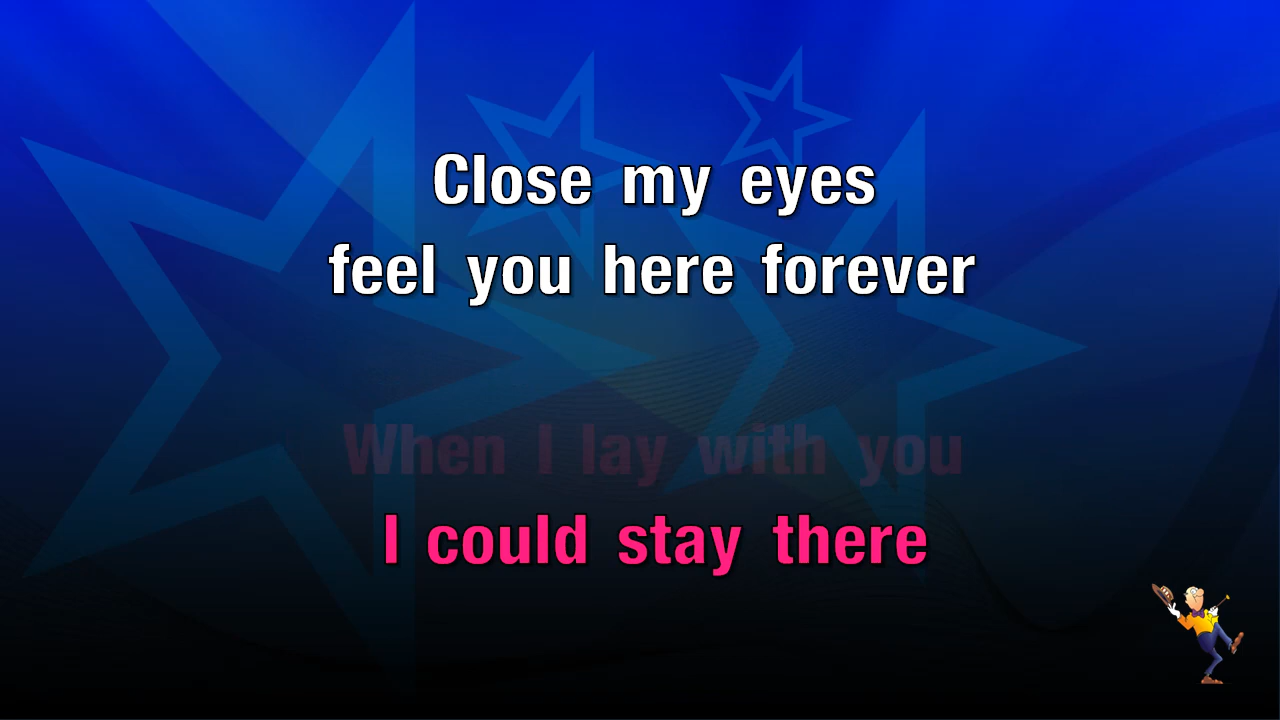 Close my eyes
feel you here forever
When I lay with you
I could stay there